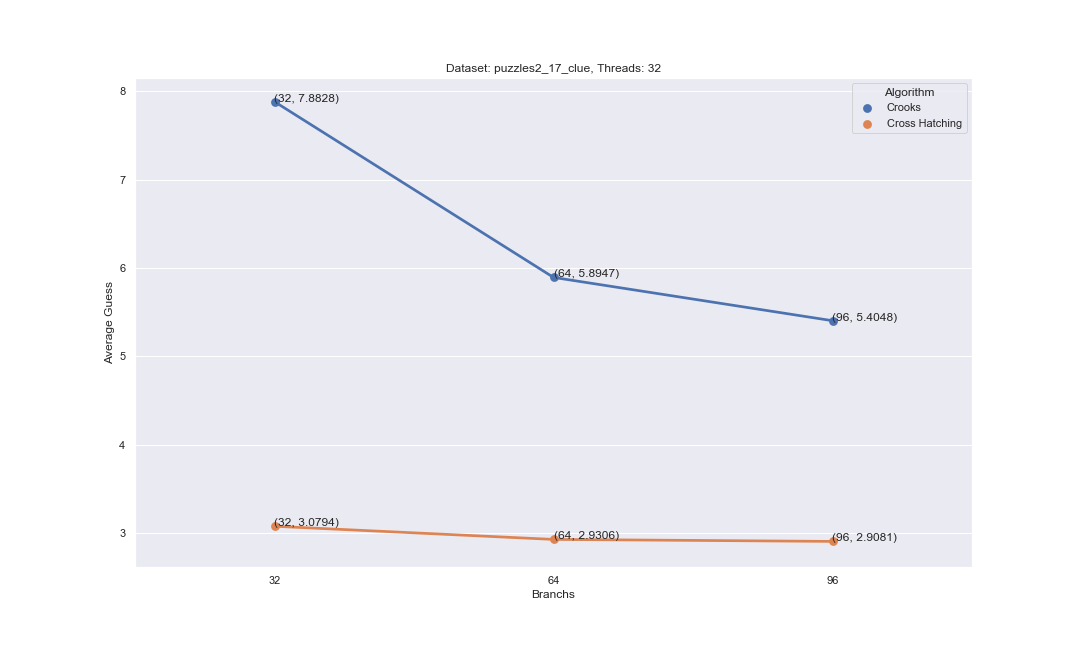 Dataset: puzzles2_17_clue, Threads: 32
8
7
6
5
4
3
Average Guess
Algorithm
Crooks
Cross Hatching
(32, 7.8828)
(64, 5.8947)
(96, 5.4048)
(32, 3.0794)
(64, 2.9306)
(96, 2.9081)
32
64
96
Branchs